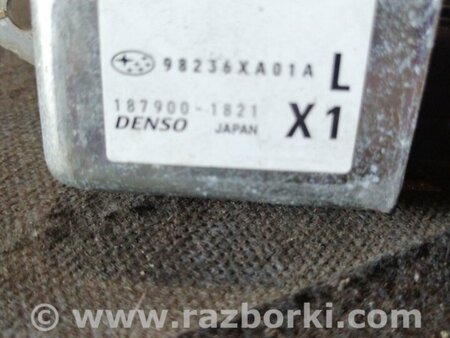 98236XA01A L
187900-1821
DENSO JAPAN X1
www.razborki.com